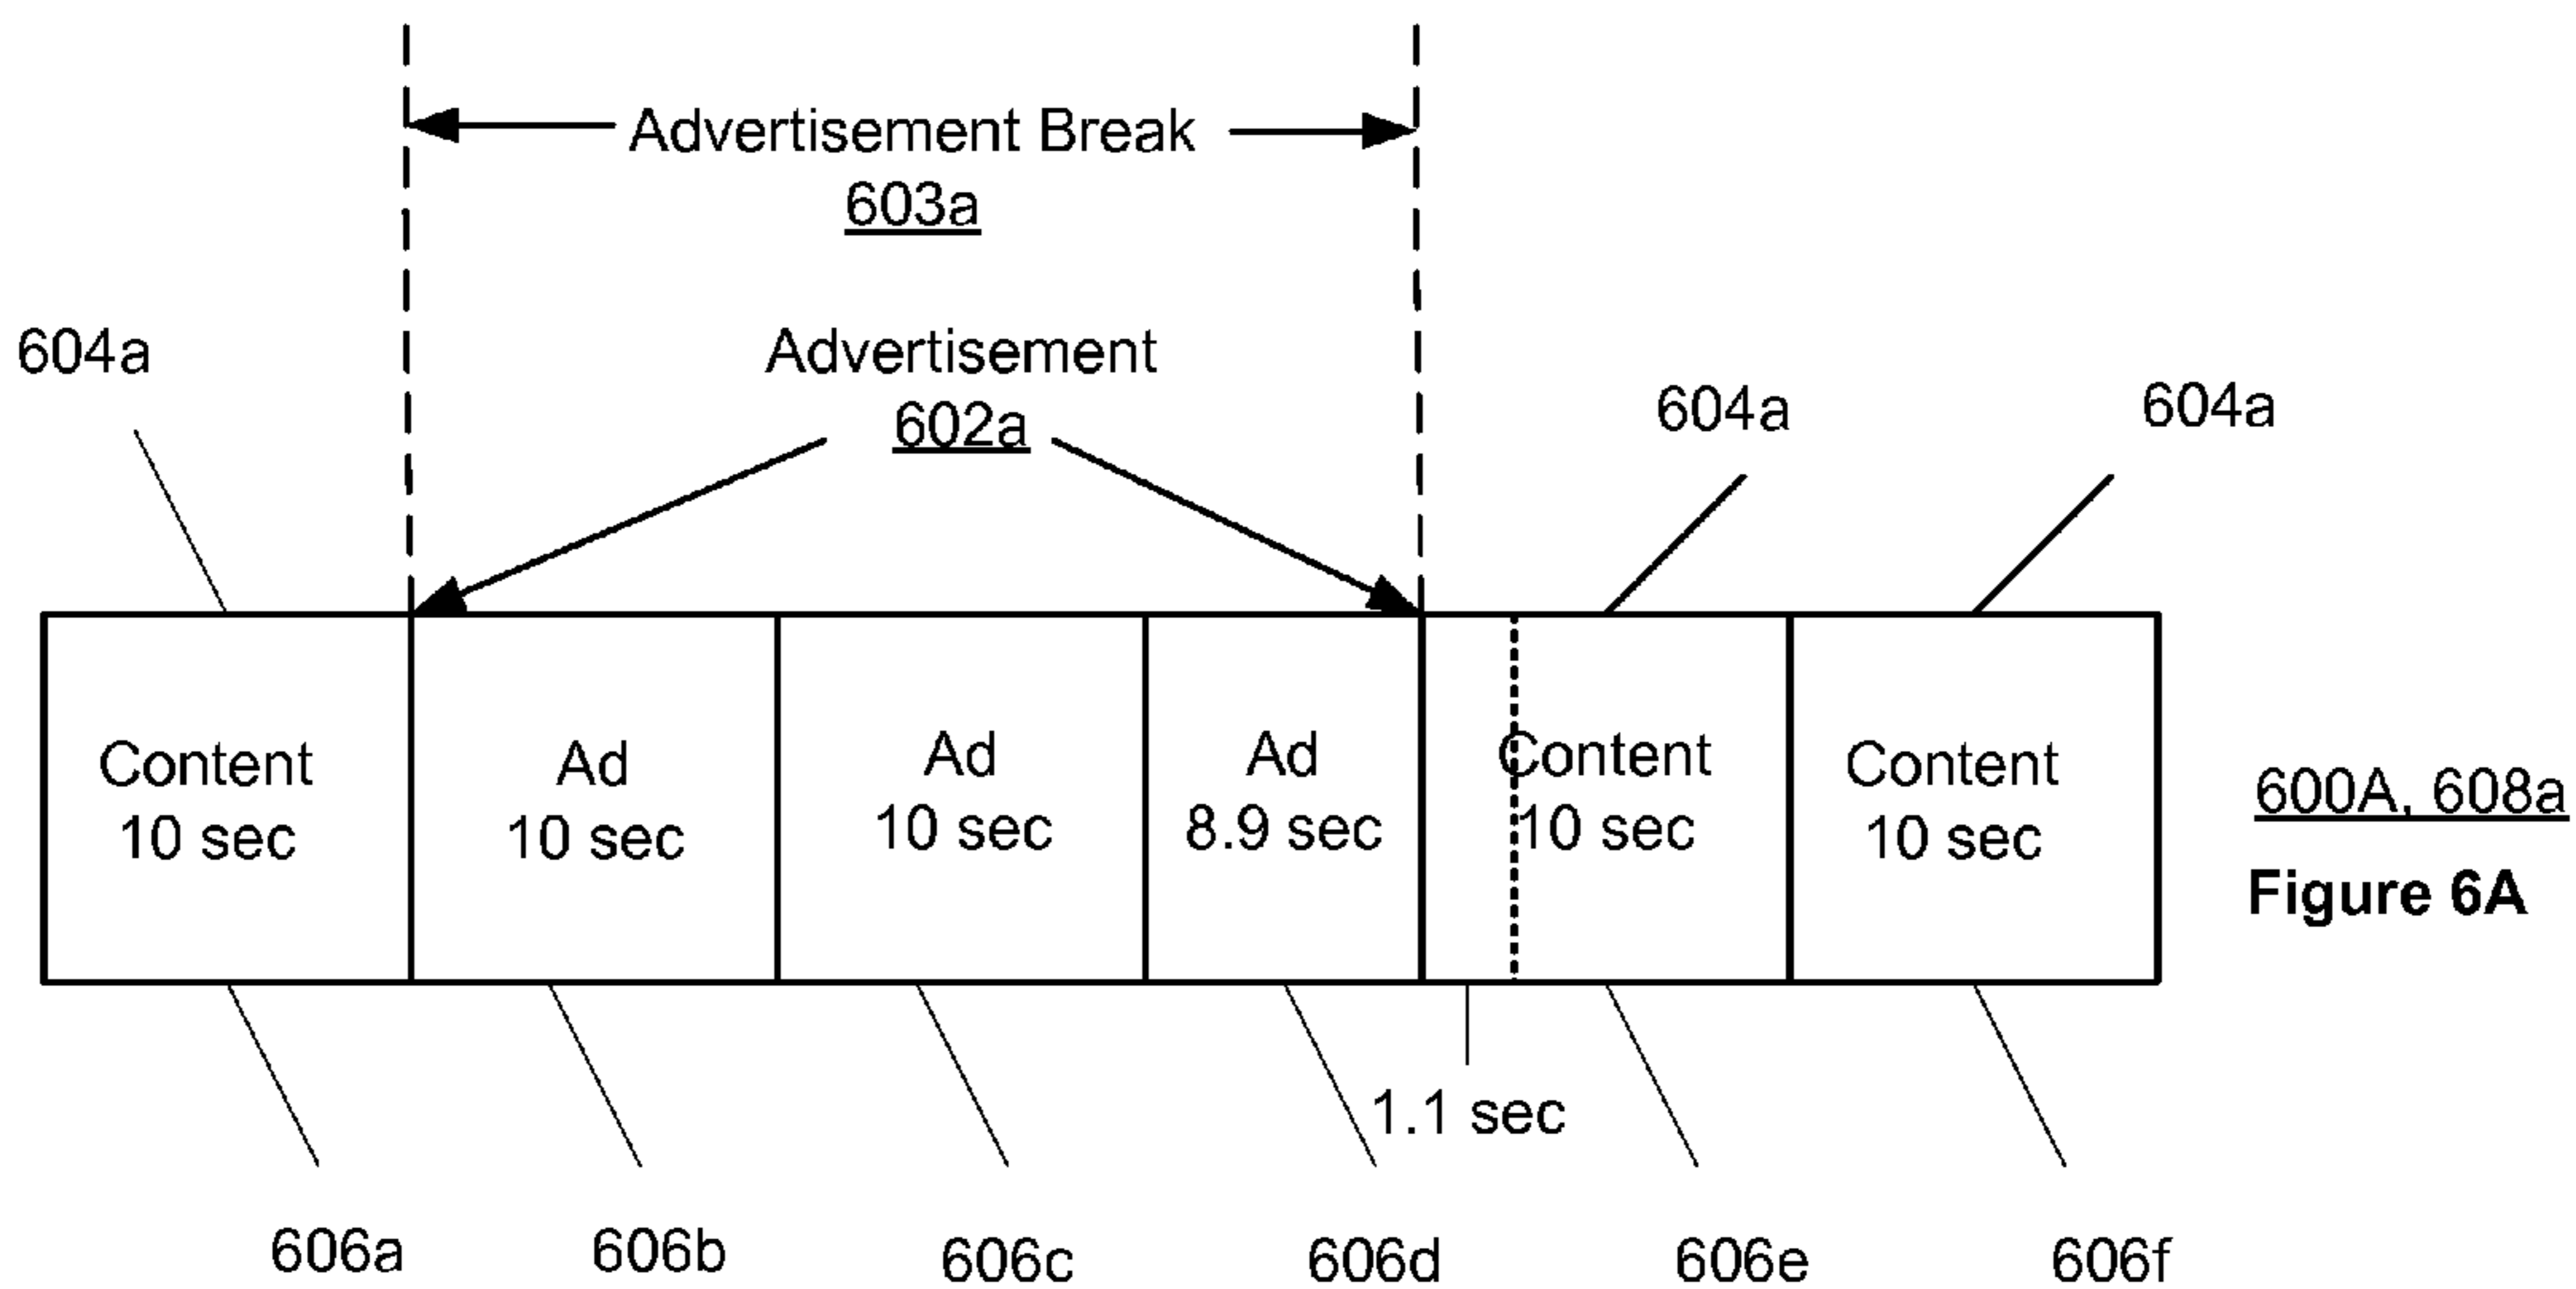 Advertisement Break
603a
604a
Advertisement
602a
604a
604a
Content
10 sec
Ad
10 sec
Ad
10 sec
Ad
8.9 sec
Content
10 sec
Content
10 sec
600A, 608a
Figure 6A
1.1 sec
606a
606b
606c
606d
606e
606f